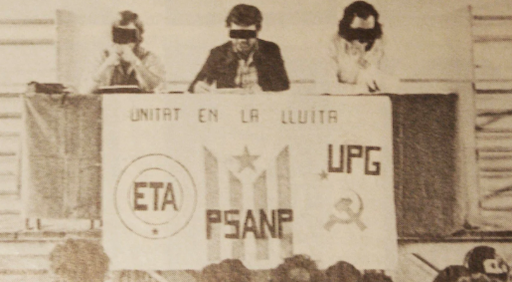 UNITAT EN LA LLUITA
ETA
PSANP
UPG